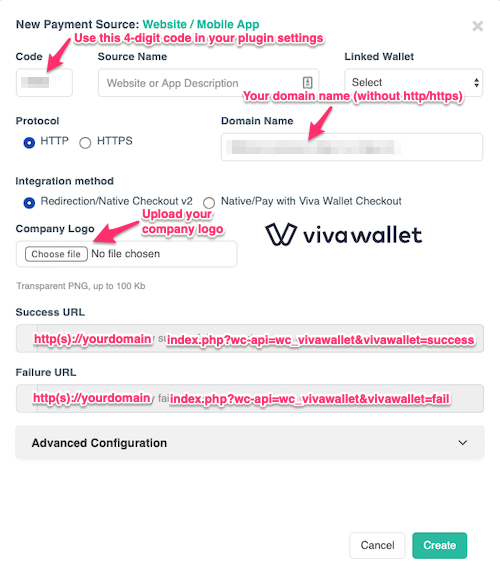 New Payment Source: Website / Mobile App
Use this 4-digit code in your plugin settings
Code
Source Name
Linked Wallet
Website or App Description
Select
Your domain name (without http/https)
Protocol
Domain Name
HTTP
HTTPS
Integration method
Redirection/Native Checkout v2
Native/Pay with Viva Wallet Checkout
Upload your
company logo
Company Logo
vivawallet
Choose file No file chosen
Transparent PNG, up to 100 Kb
Success URL
http(s)://yourdomain index.php?wc-api=wc_vivawallet&vivawallet=success
Failure URL
http(s)://yourdomain index.php?wc-api=wc_vivawallet&vivawallet=fail
Advanced Configuration
Cancel
Create